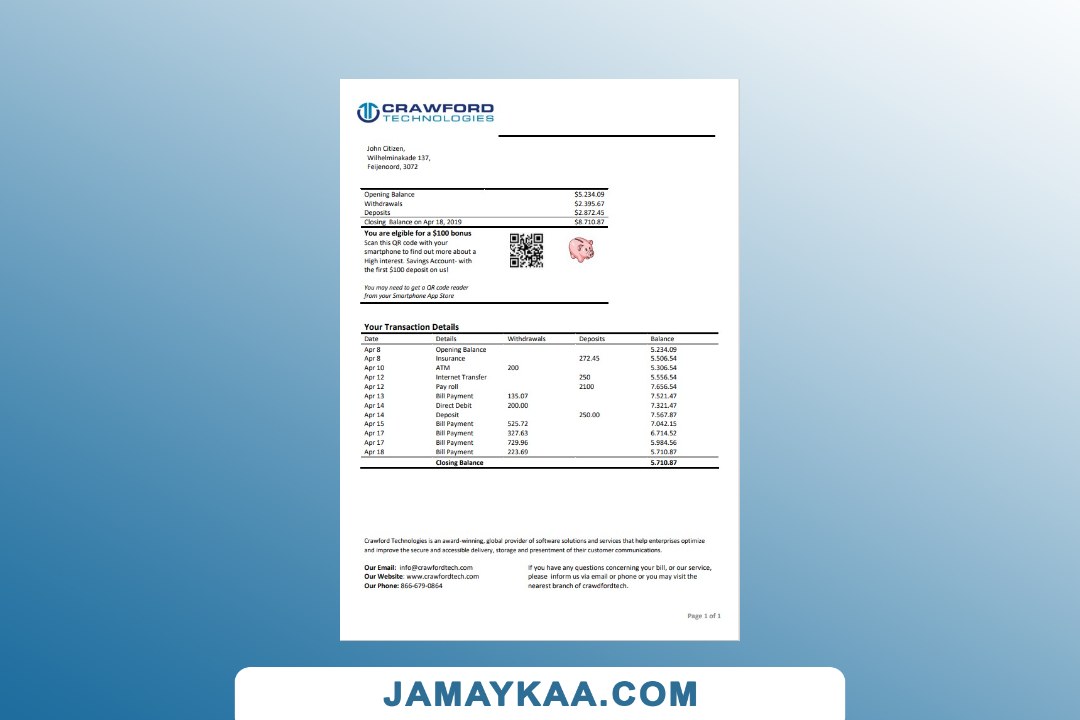 CRAWFORD
TECHNOLOGIES
John Citizen,
Wilhelminakade 137,
Feijenoord, 3072
Opening Balance $5.234.09
Withdrawals $2.395.67
Deposits $2.872.45
Closing Balance on Apr 18, 2019 $8.710.87
You are elgible for a $100 bonus
Scan this QR code with your
smartphone to find out more about a
High interest. Savings Account- with
the first $100 deposit on us!
You may need to get a QR code reader
from your Smartphone App Store
Your Transaction Details
Date Details Withdrawals Deposits Balance
Apr 8 Opening Balance 5.234.09
Apr 8 Insurance 272.45 5.506.54
Apr 10 ATM 200 5.306.54
Apr 12 Internet Transfer 250 5.556.54
Apr 12 Pay roll 2100 7.656.54
Apr 13 Bill Payment 135.07 7.521.47
Apr 14 Direct Debit 200.00 7.321.47
Apr 14 Deposit 250.00 7.567.87
Apr 15 Bill Payment 525.72 7.042.15
Apr 17 Bill Payment 327.63 6.714.52
Apr 17 Bill Payment 729.96 5.984.56
Apr 18 Bill Payment 223.69 5.710.87
Closing Balance 5.710.87
Crawford Technologies is an award-winning, global provider of software solutions and services that help enterprises optimize
and improve the secure and accessible delivery, storage and presentment of their customer communications.
Our Email: info@crawfordtech.com
Our Website: www.crawfordtech.com
Our Phone: 866-679-0864
If you have any questions concerning your bill, or our service,
please inform us via email or phone or you may visit the
nearest branch of crawdfordtech.
Page 1 of 1
JAMAYKAA.COM